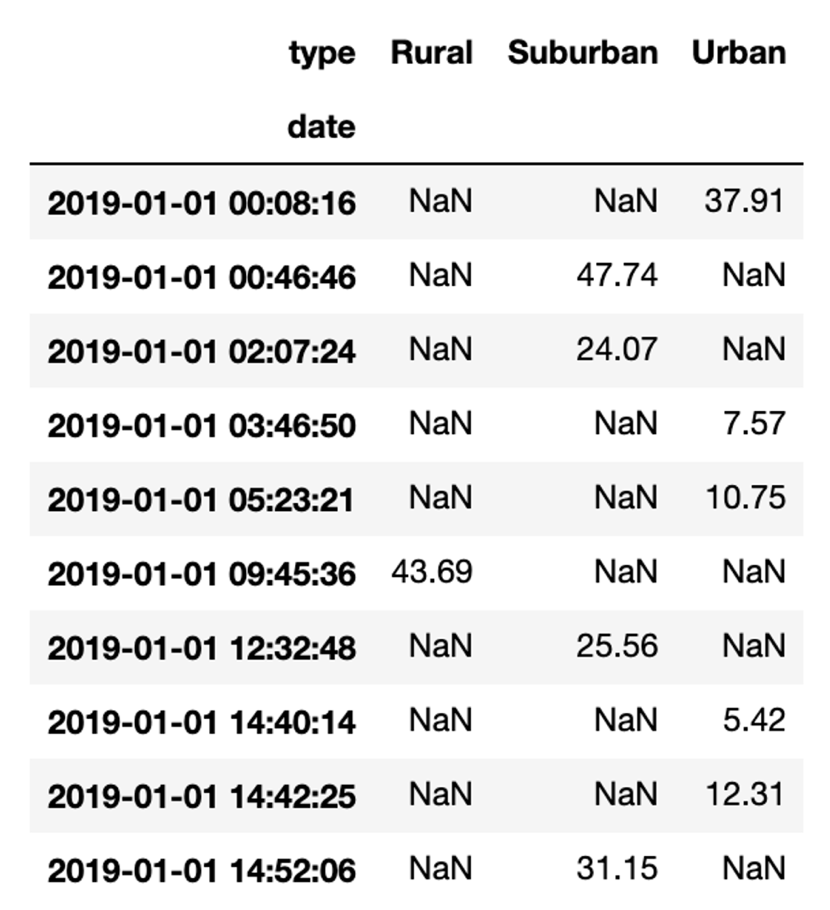 type Rural Suburban Urban
date
2019-01-01 00:08:16 NaN NaN 37.91
2019-01-01 00:46:46 NaN 47.74 NaN
2019-01-01 02:07:24 NaN 24.07 NaN
2019-01-01 03:46:50 NaN NaN 7.57
2019-01-01 05:23:21 NaN NaN 10.75
2019-01-01 09:45:36 43.69 NaN NaN
2019-01-01 12:32:48 NaN 25.56 NaN
2019-01-01 14:40:14 NaN NaN 5.42
2019-01-01 14:42:25 NaN NaN 12.31
2019-01-01 14:52:06 NaN 31.15 NaN